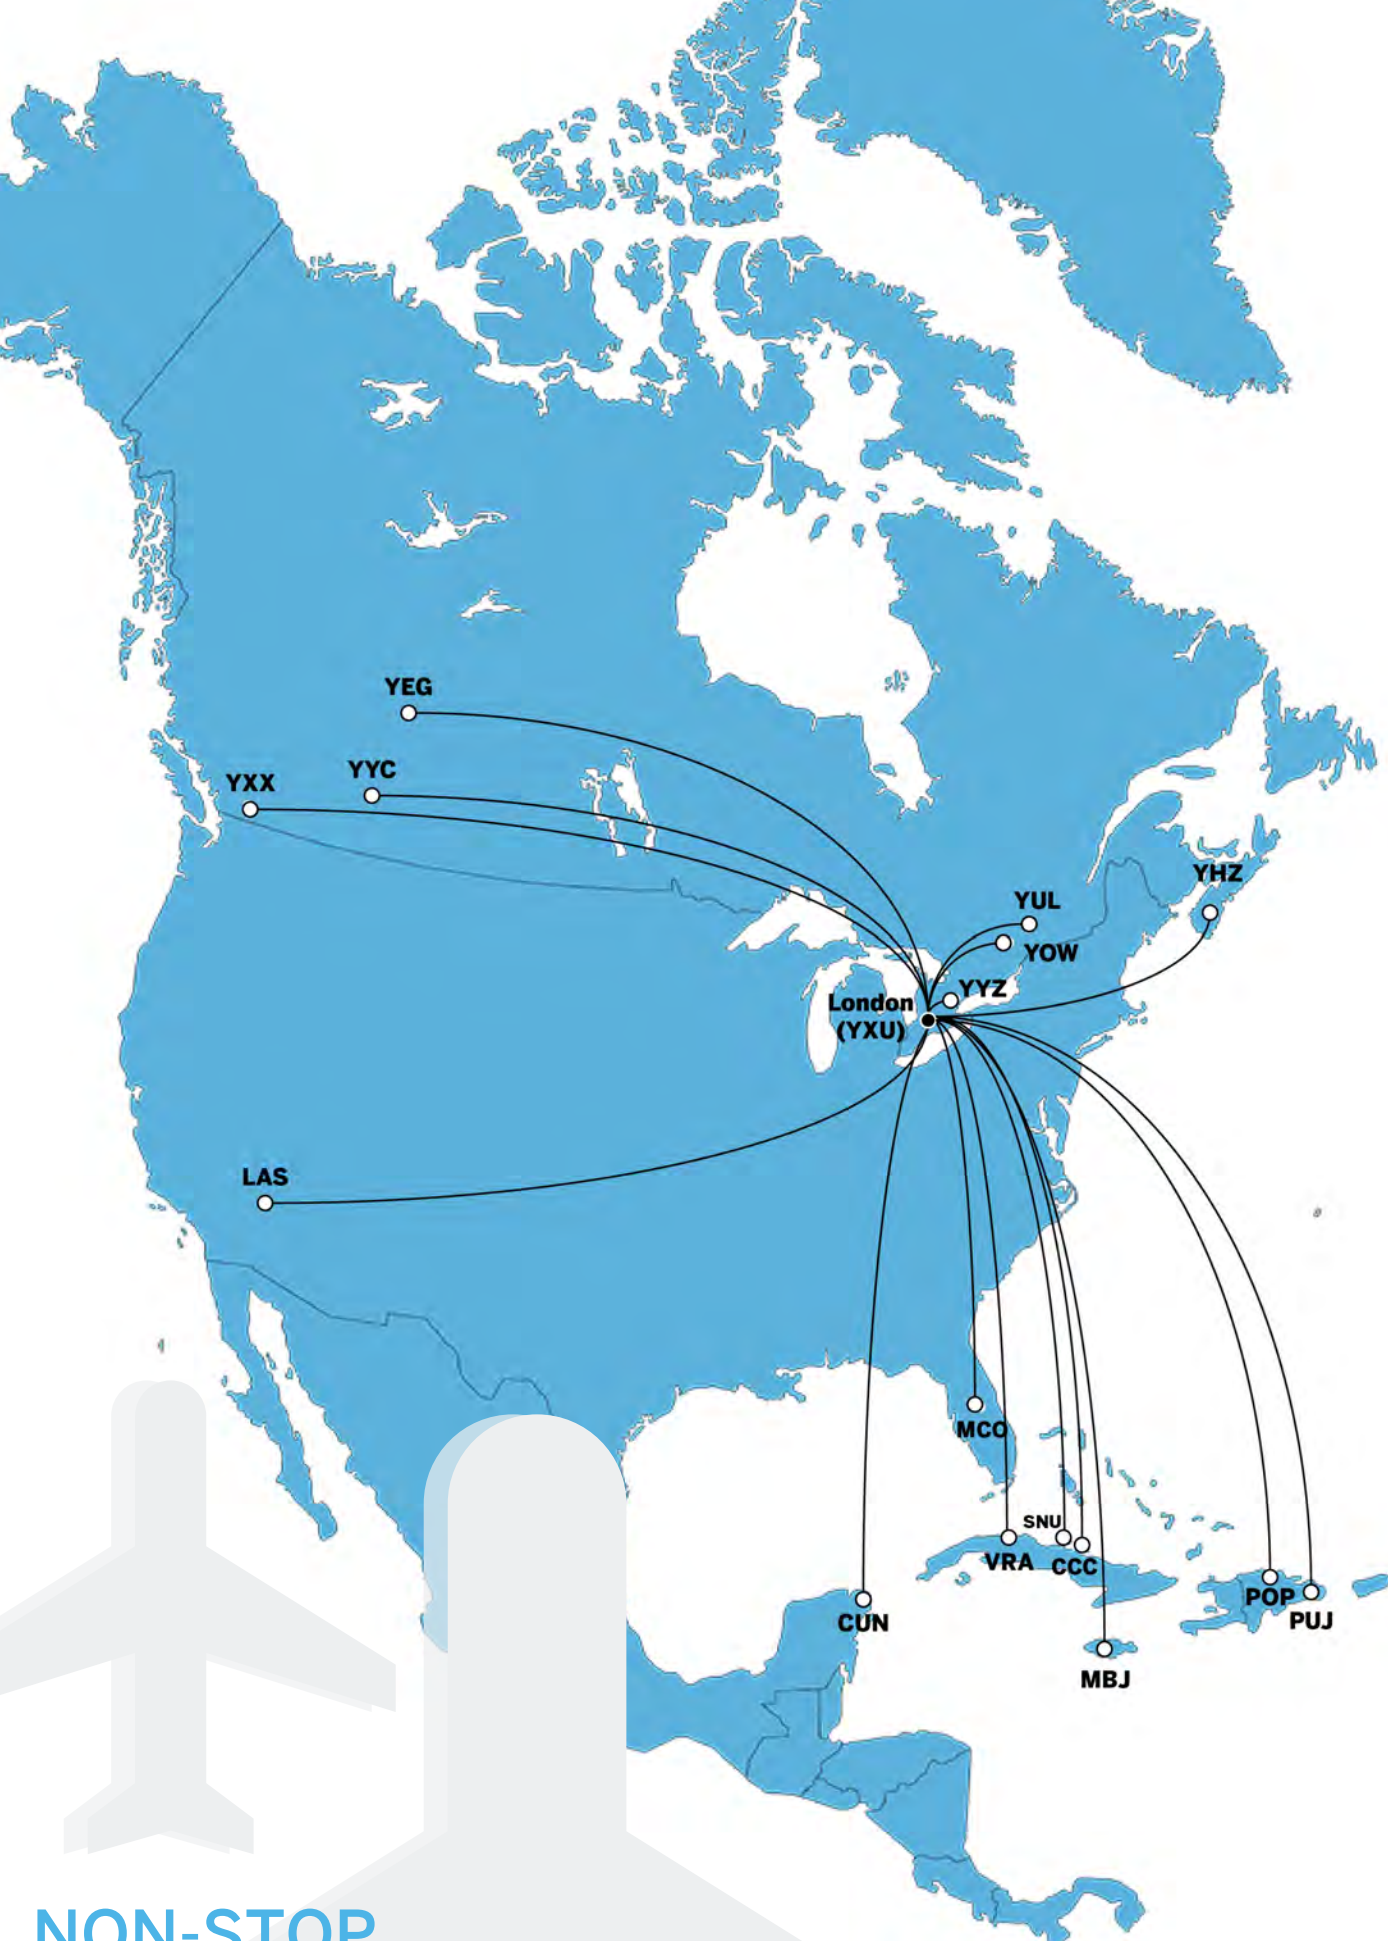 YEG
YYC
YXX
YHZ
YUL
YOW
YYZ
London
(YXU)
LAS
MCO
SNU
VRA
CCC
POP
CUN
PUJ
MBJ
NON-STOP